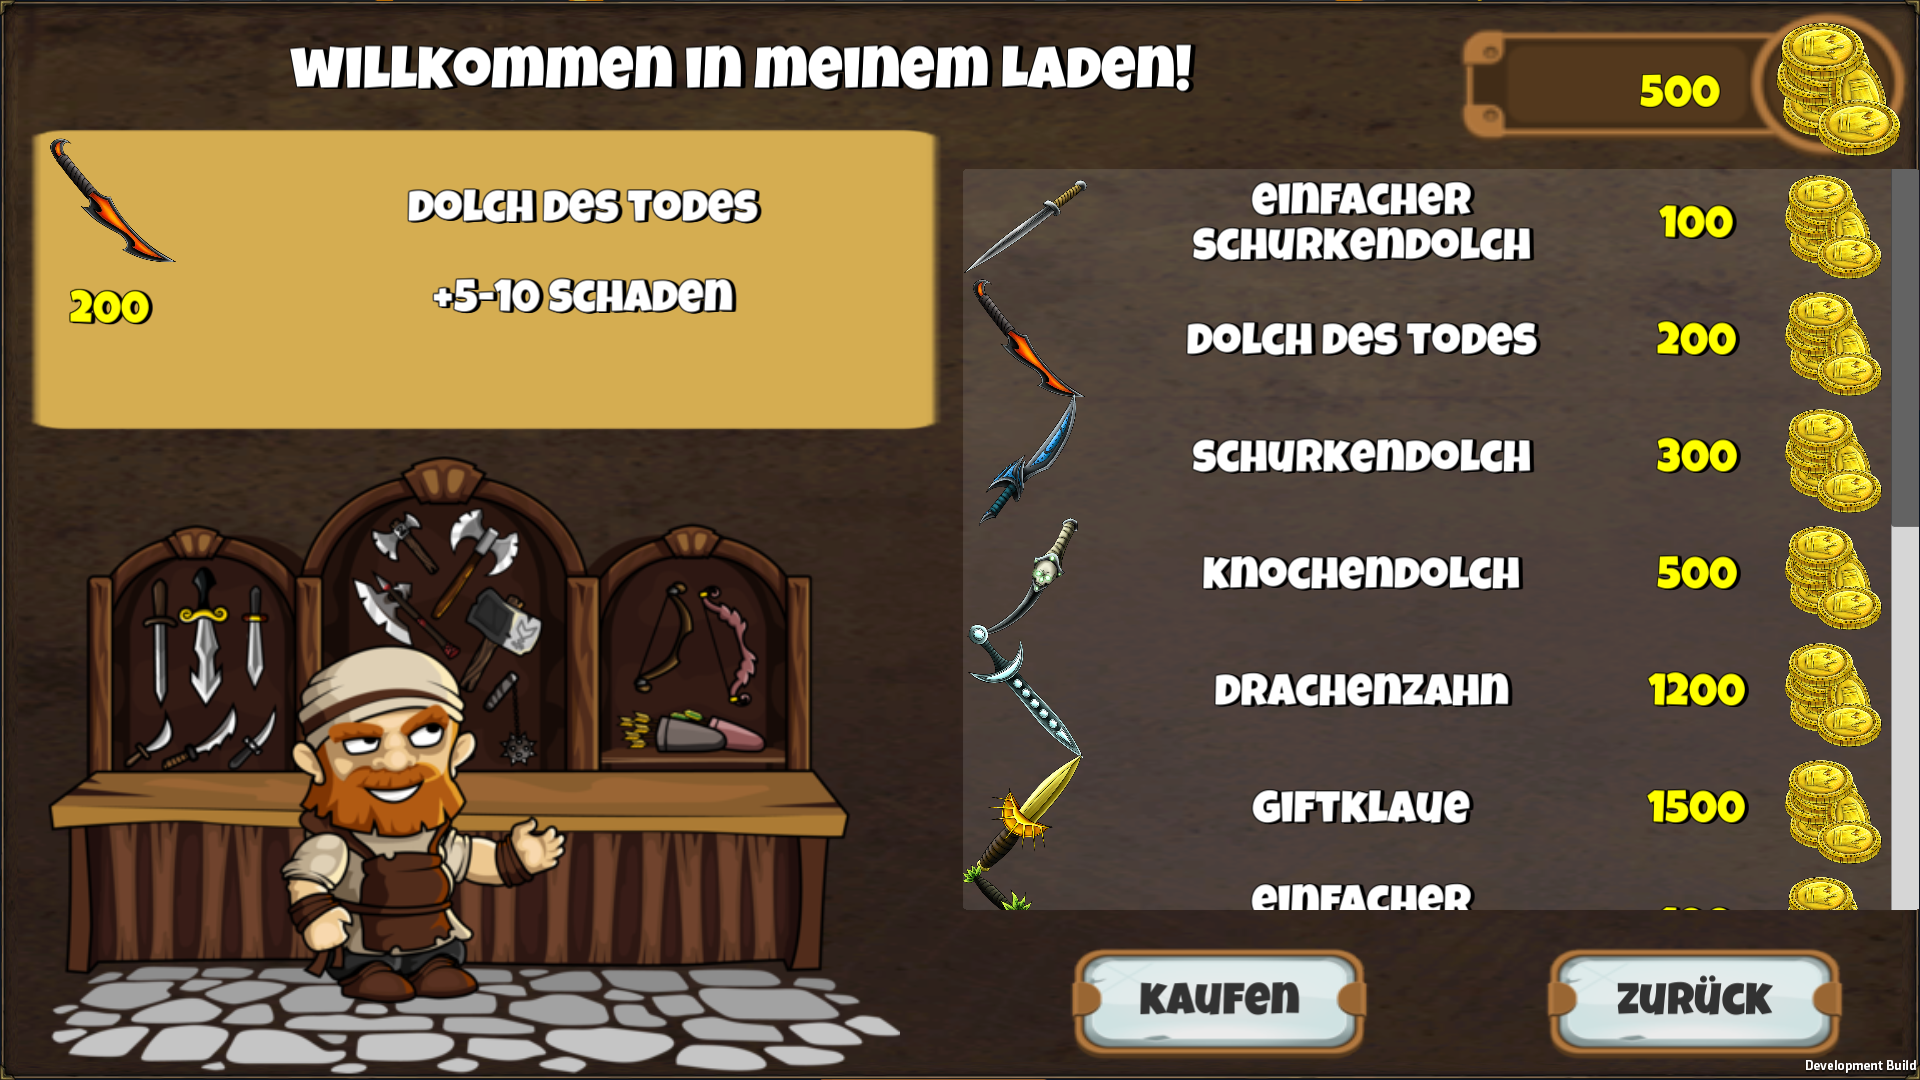 Willkommen in meinem Laden!
500
Dolch des Todes
+5-10 Schaden
200
Einfacher
Schurkendolch
100
Dolch des Todes
200
Schurkendolch
300
Knochendolch
500
Drachenzahn
1200
Giftklaue
1500
Einfacher
Kaufen
Zurück
Development Build